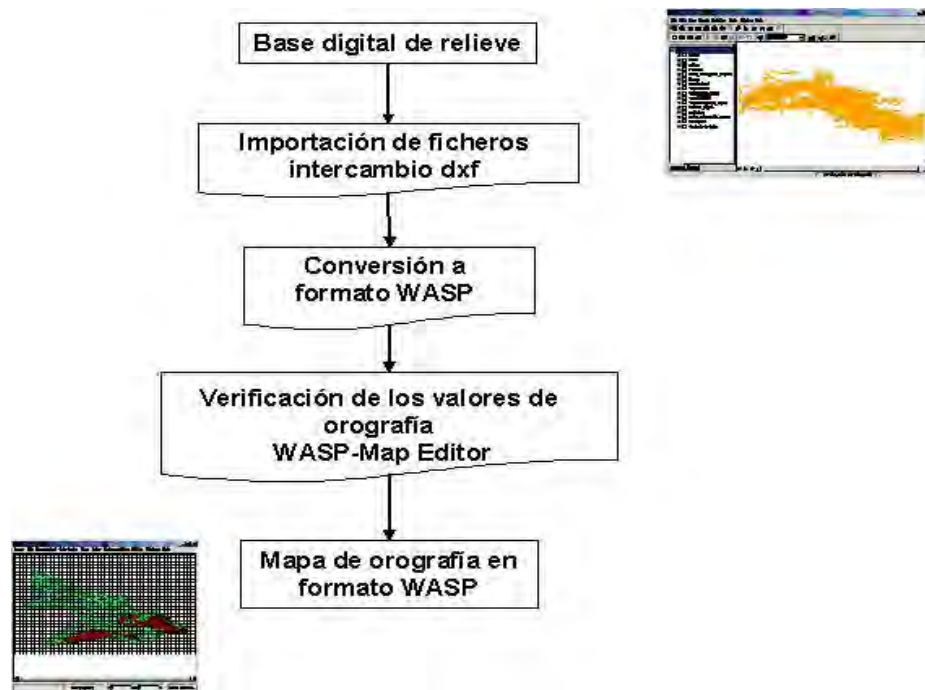 Base digital de relieve
Importación de ficheros
intercambio dxf
Conversión a
formato WASP
Verificación de los valores de
orografía
WASP-Map Editor
Mapa de orografía en
formato WASP